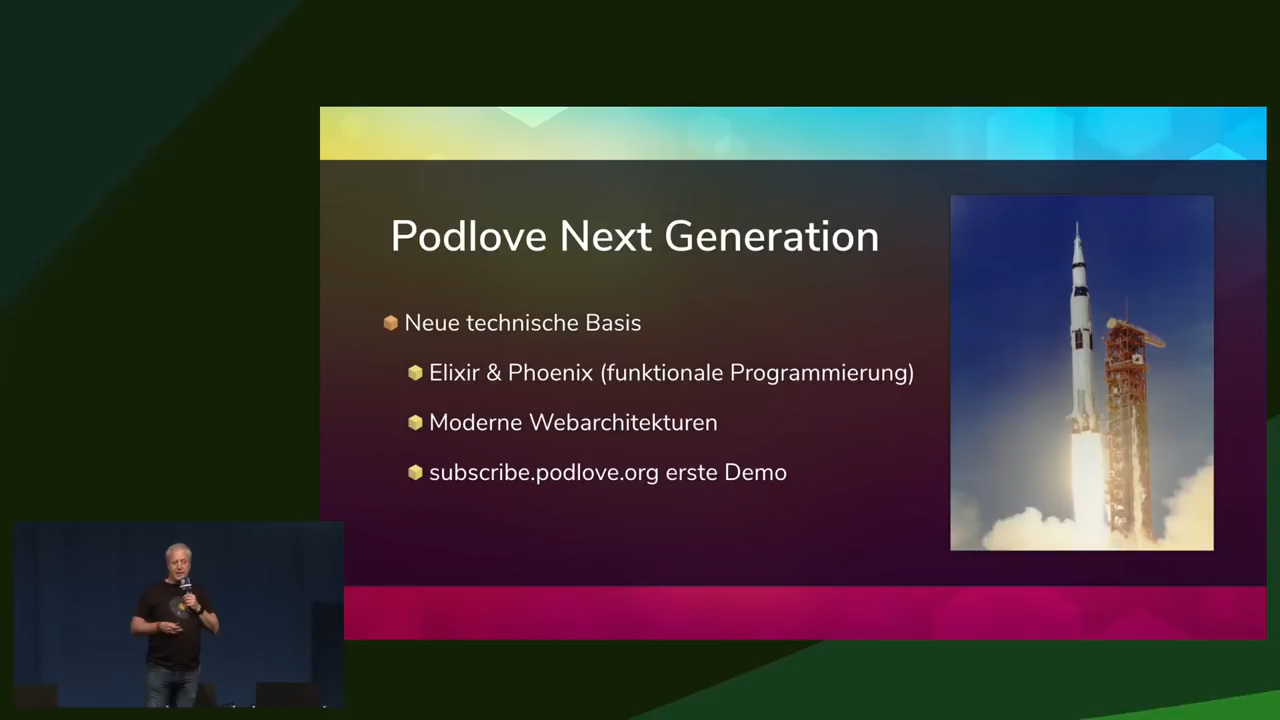 Podlove Next Generation
Neue technische Basis
Elixir & Phoenix (funktionale Programmierung)
Moderne Webarchitekturen
subscribe.podlove.org erste Demo